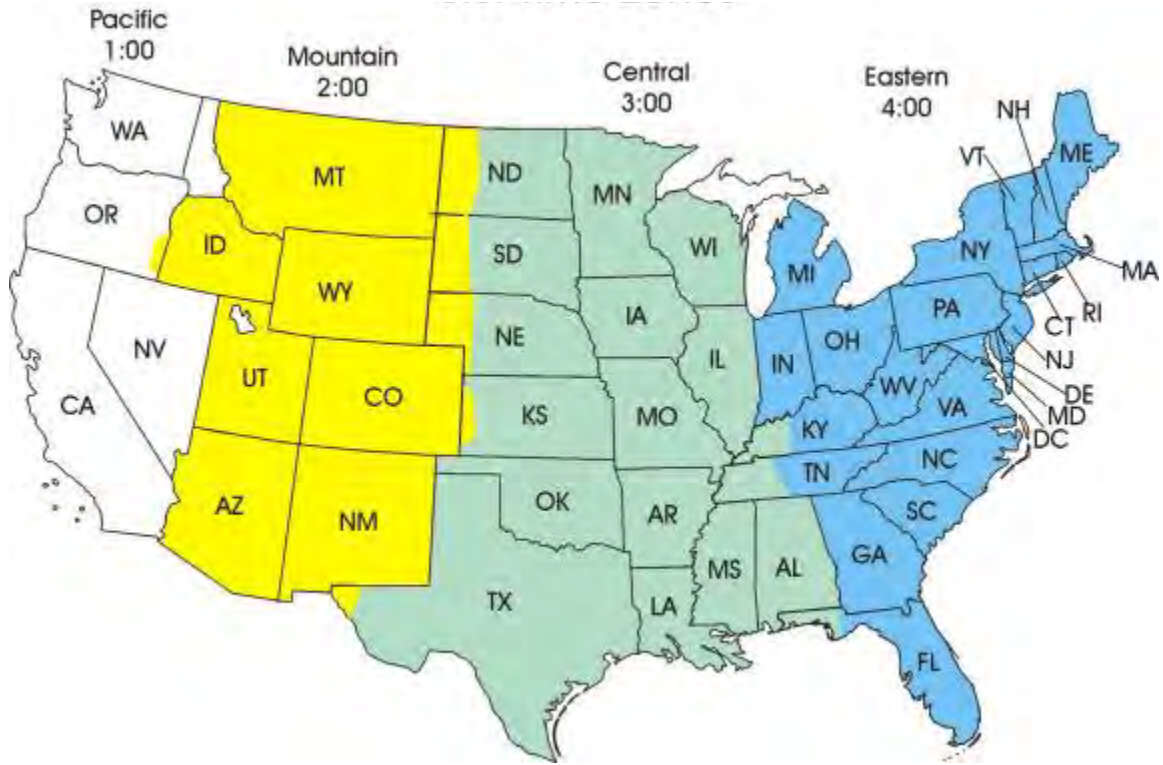 Pacific
1:00
Mountain
2:00
Central
3:00
Eastern
4:00
WA
OR
CA
NV
ID
MT
WY
UT
CO
AZ
NM
ND
SD
NE
KS
OK
TX
MN
IA
MO
AR
LA
WI
IL
MS
AL
MI
IN
OH
KY
TN
WV
VA
NC
SC
GA
FL
PA
NY
VT
NH
ME
MA
RI
CT
NJ
DE
MD
DC